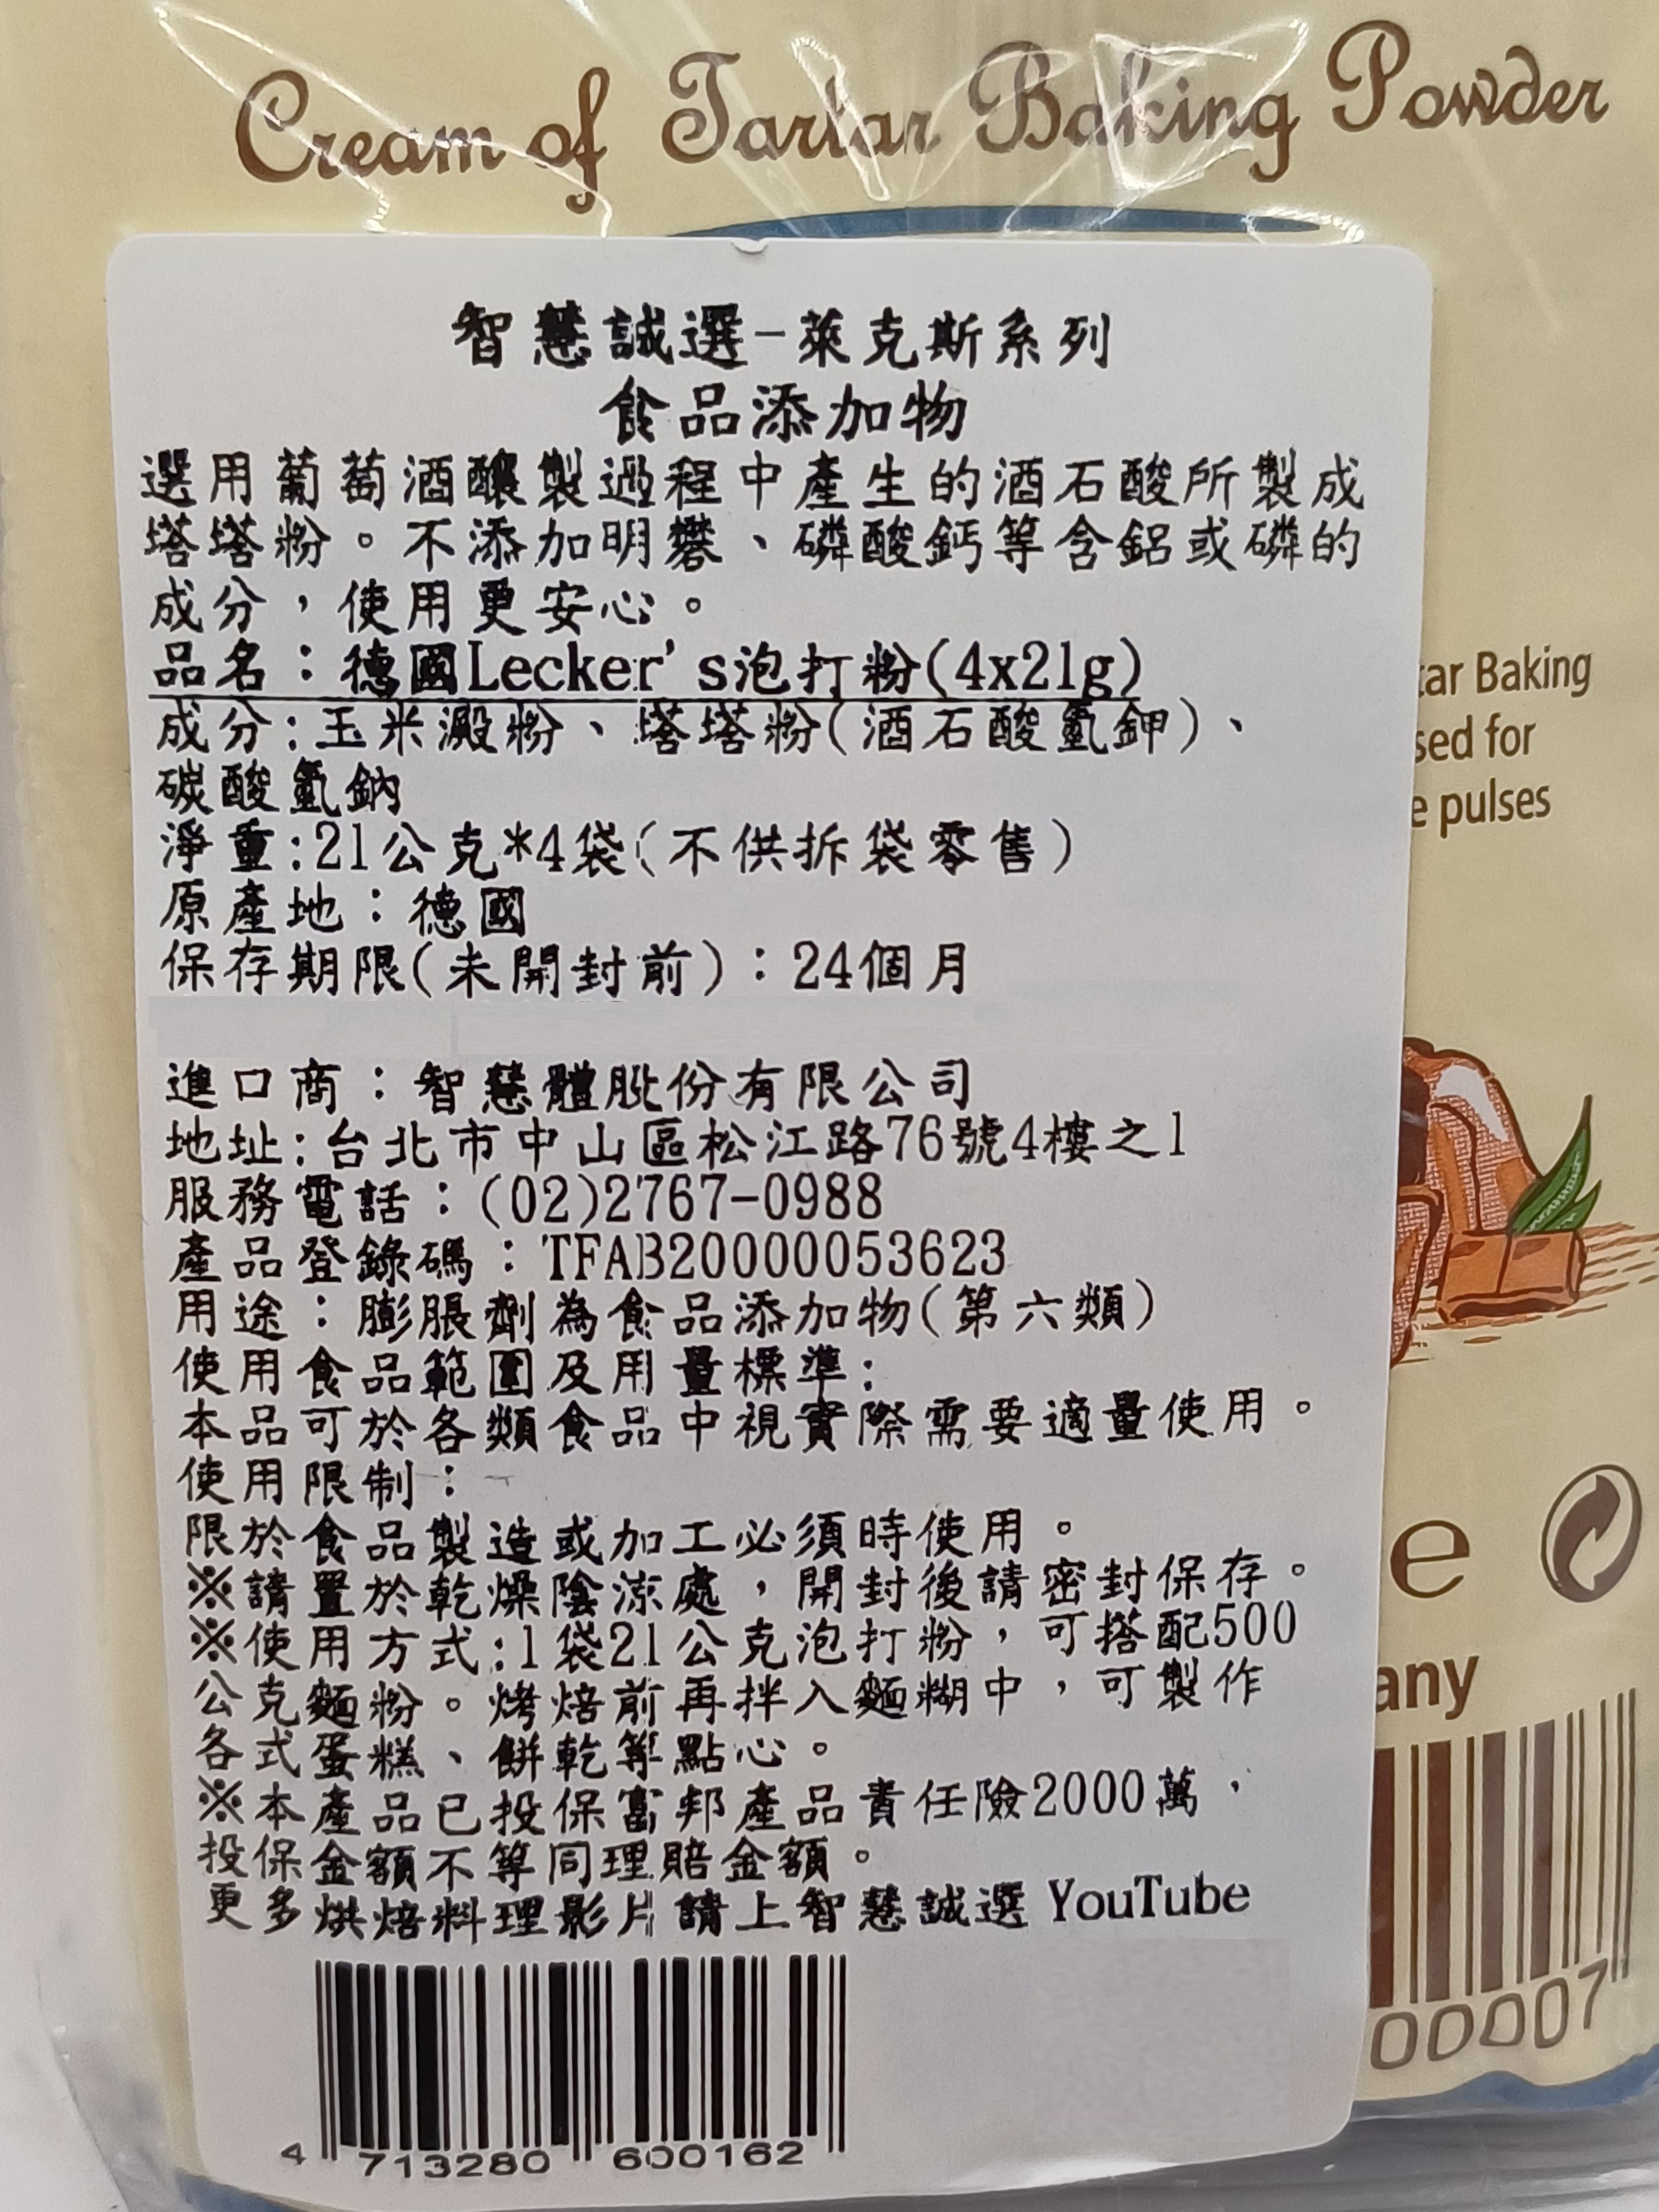 Cream of Tartar Baking Powder
智慧誠選-萊克斯系列
食品添加物
選用葡萄酒釀製過程中產生的酒石酸所製成
塔塔粉。不添加明礬、磷酸鈣等含鋁或磷的
成分，使用更安心。
品名：德國Lecker's泡打粉(4x21g)
成分:玉米澱粉、塔塔粉(酒石酸氫鉀)、
碳酸氫鈉
淨重:21公克*4袋(不供拆袋零售)
原產地：德國
保存期限(未開封前)：24個月
進口商：智慧體股份有限公司
地址:台北市中山區松江路76號4樓之1
服務電話：(02)2767-0988
產品登錄碼：TFAB20000053623
用途：膨脹劑為食品添加物(第六類)
使用食品範圍及用量標準:
本品可於各類食品中視實際需要適量使用。
使用限制：
限於食品製造或加工必須時使用。
※請置於乾燥陰涼處，開封後請密封保存。
※使用方式:1袋21公克泡打粉，可搭配500
公克麵粉。烤焙前再拌入麵糊中，可製作
各式蛋糕、餅乾等點心。
※本產品已投保富邦產品責任險2000萬，
投保金額不等同理賠金額。
更多烘焙料理影片請上智慧誠選 YouTube
4 713280 600162
tar Baking
sed for
e pulses
e
any
00007